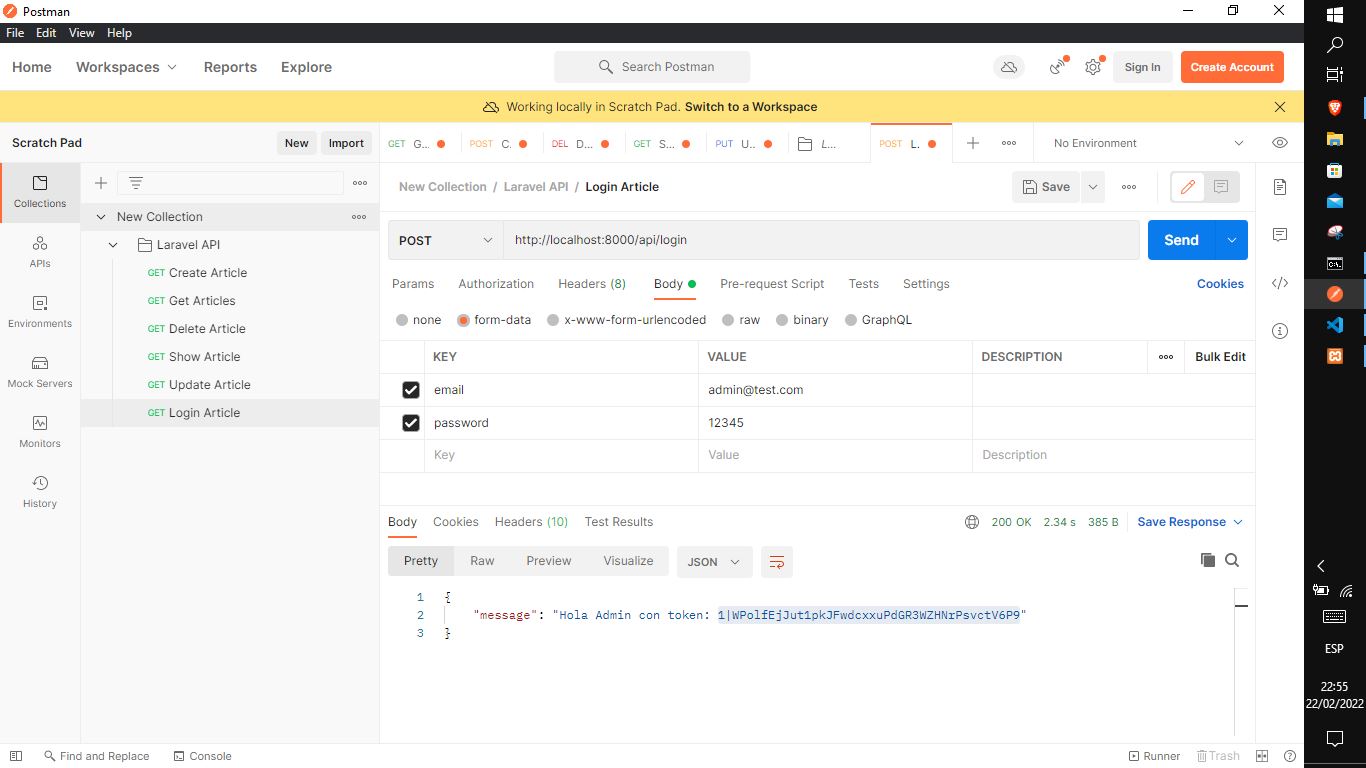 Postman
File Edit View Help
Home Workspaces Reports Explore Search Postman Sign In Create Account
Working locally in Scratch Pad. Switch to a Workspace
Scratch Pad New Import
GET G... POST C. DEL D... GET S... PUT U.. L... POST L. No Environment
Collections
APIs
Environments
Mock Servers
Monitors
History
New Collection
Laravel API
GET Create Article
GET Get Articles
GET Delete Article
GET Show Article
GET Update Article
GET Login Article
New Collection / Laravel API / Login Article Save
POST http://localhost:8000/api/login Send
Params Authorization Headers (8) Body Pre-request Script Tests Settings Cookies
none form-data x-www-form-urlencoded raw binary GraphQL
KEY VALUE DESCRIPTION Bulk Edit
email admin@test.com
password 12345
Key Value Description
Body Cookies Headers (10) Test Results 200 OK 2.34 s 385 B Save Response
Pretty Raw Preview Visualize JSON
1 {
2 "message": "Hola Admin con token: 1|WPolfEjJut1pkJFwdcxxuPdGR3WZHNrPsvctV6P9"
3 }
Find and Replace Console Runner Trash
ESP
22:55
22/02/2022